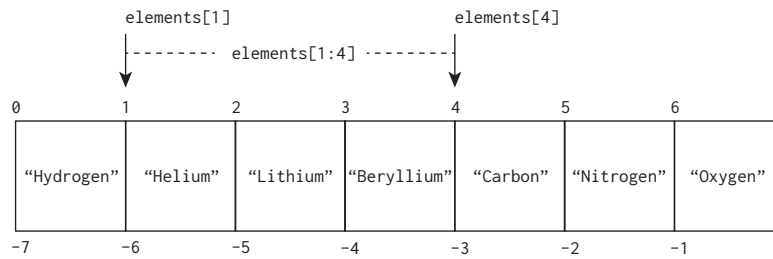 elements[1] elements[4]
elements[1:4]
0 1 2 3 4 5 6
“Hydrogen” “Helium” “Lithium” “Beryllium” “Carbon” “Nitrogen” “Oxygen”
-7 -6 -5 -4 -3 -2 -1